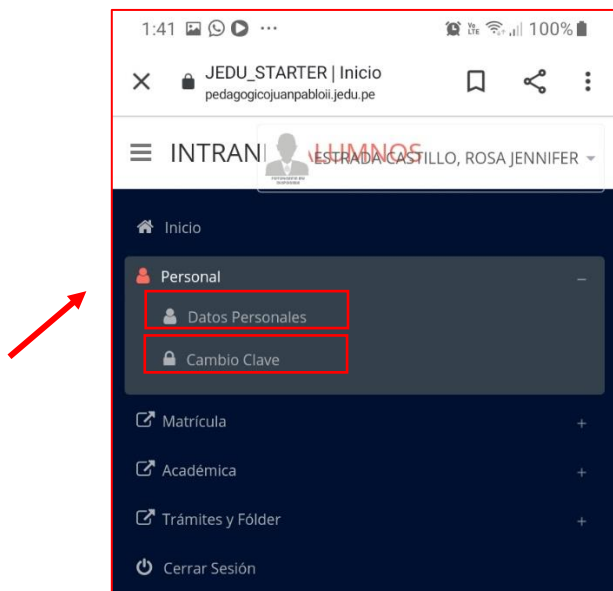 1:41 ... 100%
JEDU_STARTER | Inicio
pedagogicojuanpabloii.jedu.pe
INTRAN ALUMNOS
ESTRADA CASTILLO, ROSA JENNIFER
Inicio
Personal
Datos Personales
Cambio Clave
Matrícula
Académica
Trámites y Fólder
Cerrar Sesión